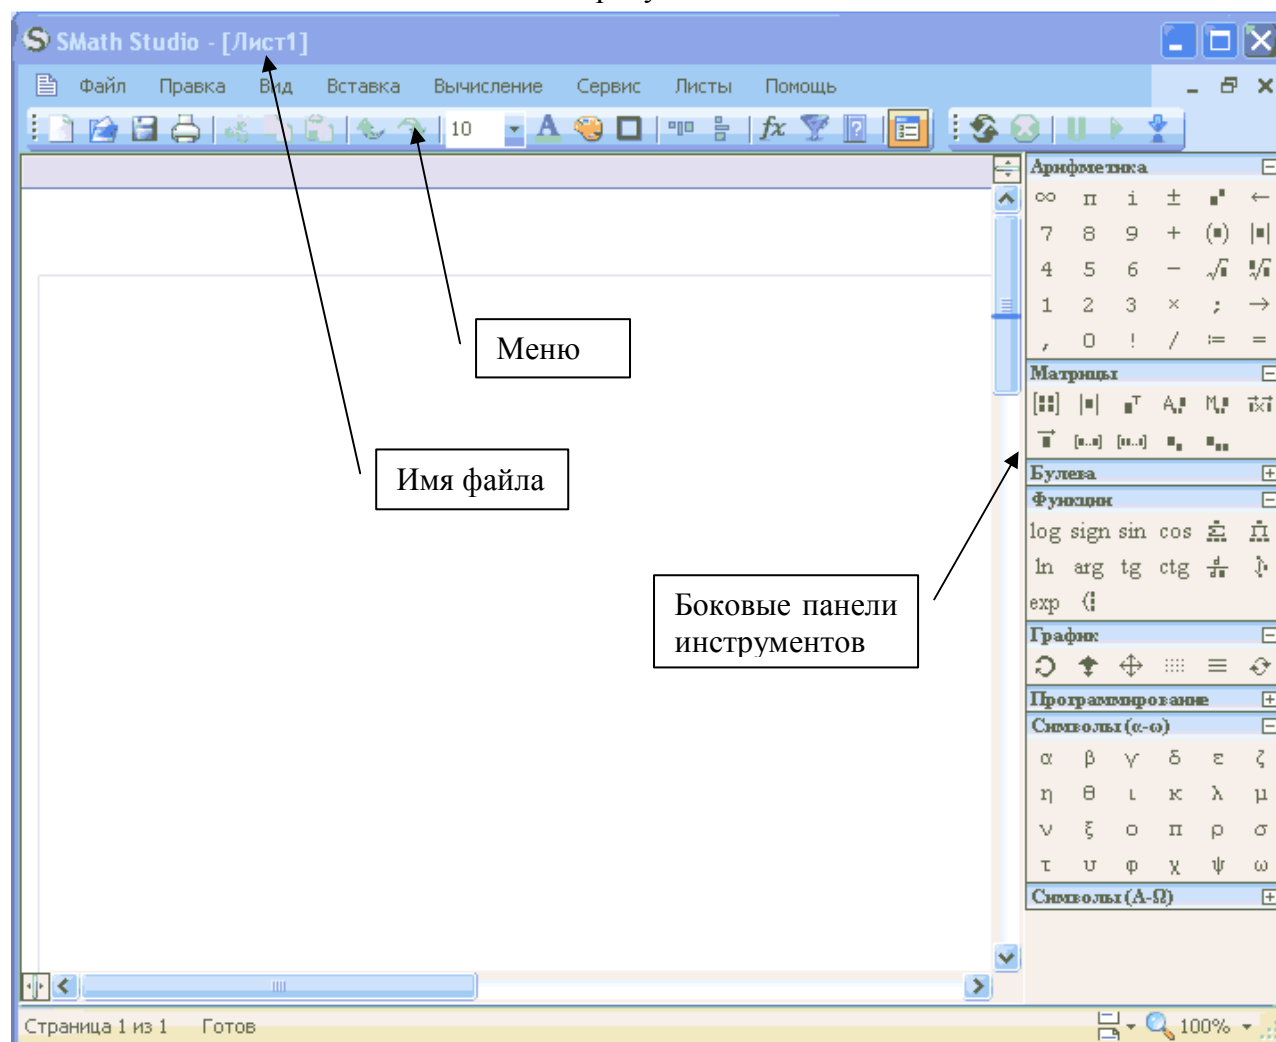 SMath Studio - [Лист1]
Файл Правка Вид Вставка Вычисление Сервис Листы Помощь
10 A fx ?
Арифметика
∞ π i ± ←
7 8 9 + (■) |■|
4 5 6 −
1 2 3 × ; →
, 0 ! / := =
Меню
Матрицы
Имя файла
Булева
Функции
log sign sin cos
ln arg tg ctg
exp
Боковые панели
инструментов
График
Программирование
Символы (α-ω)
α β γ δ ε ζ
η θ ι κ λ μ
ν ξ ο π ρ σ
τ υ φ χ ψ ω
Символы (Α-Ω)
Страница 1 из 1 Готов 100%